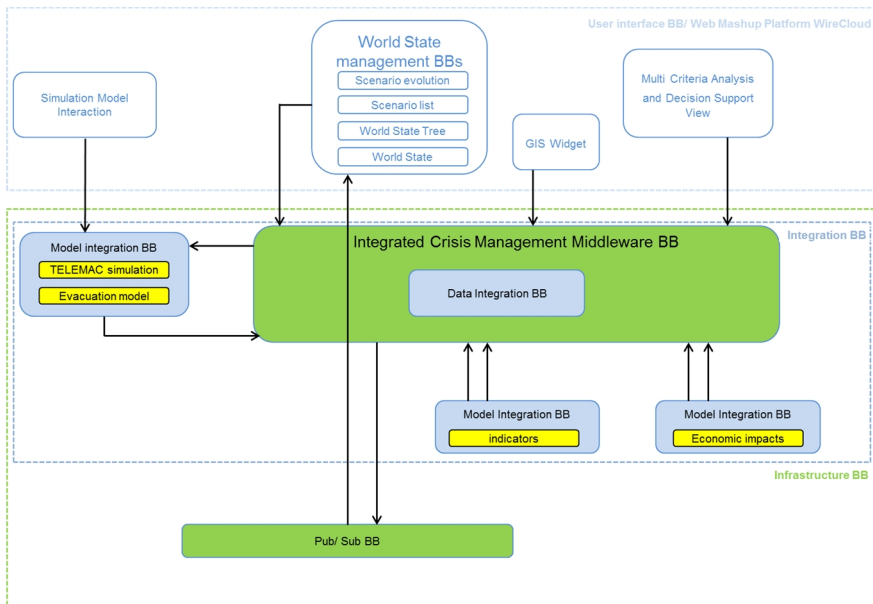 User interface BB/ Web Mashup Platform WireCloud
World State
management BBs
Scenario evolution
Scenario list
World State Tree
World State
Simulation Model
Interaction
GIS Widget
Multi Criteria Analysis
and Decision Support
View
Integration BB
Model integration BB
TELEMAC simulation
Evacuation model
Integrated Crisis Management Middleware BB
Data Integration BB
Model Integration BB
indicators
Model Integration BB
Economic impacts
Infrastructure BB
Pub/ Sub BB